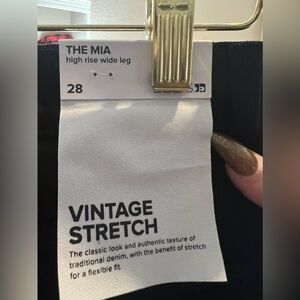 THE MIA
high rise wide leg
28
VINTAGE
STRETCH
The classic look and authentic texture of
traditional denim, with the benefit of stretch
for a flexible fit.